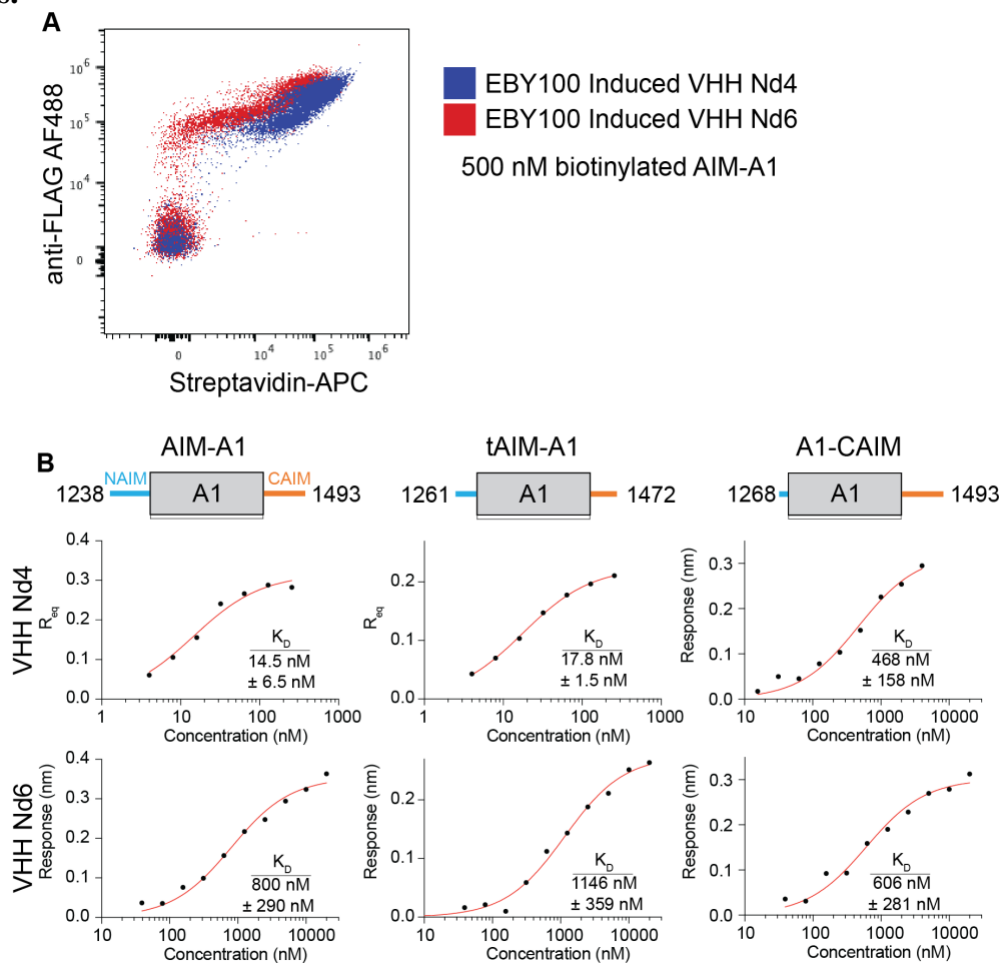 s.
A
anti-FLAG AF488
10^6
10^5
10^4
0
0
10^4
10^5
10^6
Streptavidin-APC
EBY100 Induced VHH Nd4
EBY100 Induced VHH Nd6
500 nM biotinylated AIM-A1
B
AIM-A1
NAIM
CAIM
1238
A1
1493
tAIM-A1
1261
A1
1472
A1-CAIM
1268
A1
1493
VHH Nd4
R_eq
0.4
0.3
0.2
0.1
0.0
K_D
14.5 nM
± 6.5 nM
1
10
100
1000
Concentration (nM)
R_eq
0.2
0.1
0.0
K_D
17.8 nM
± 1.5 nM
1
10
100
1000
Concentration (nM)
Response (nm)
0.3
0.2
0.1
0.0
K_D
468 nM
± 158 nM
10
100
1000
10000
Concentration (nM)
VHH Nd6
Response (nm)
0.4
0.3
0.2
0.1
0.0
K_D
800 nM
± 290 nM
10
100
1000
10000
Concentration (nM)
Response (nm)
0.2
0.1
0.0
K_D
1146 nM
± 359 nM
10
100
1000
10000
Concentration (nM)
Response (nm)
0.3
0.2
0.1
0.0
K_D
606 nM
± 281 nM
10
100
1000
10000
Concentration (nM)